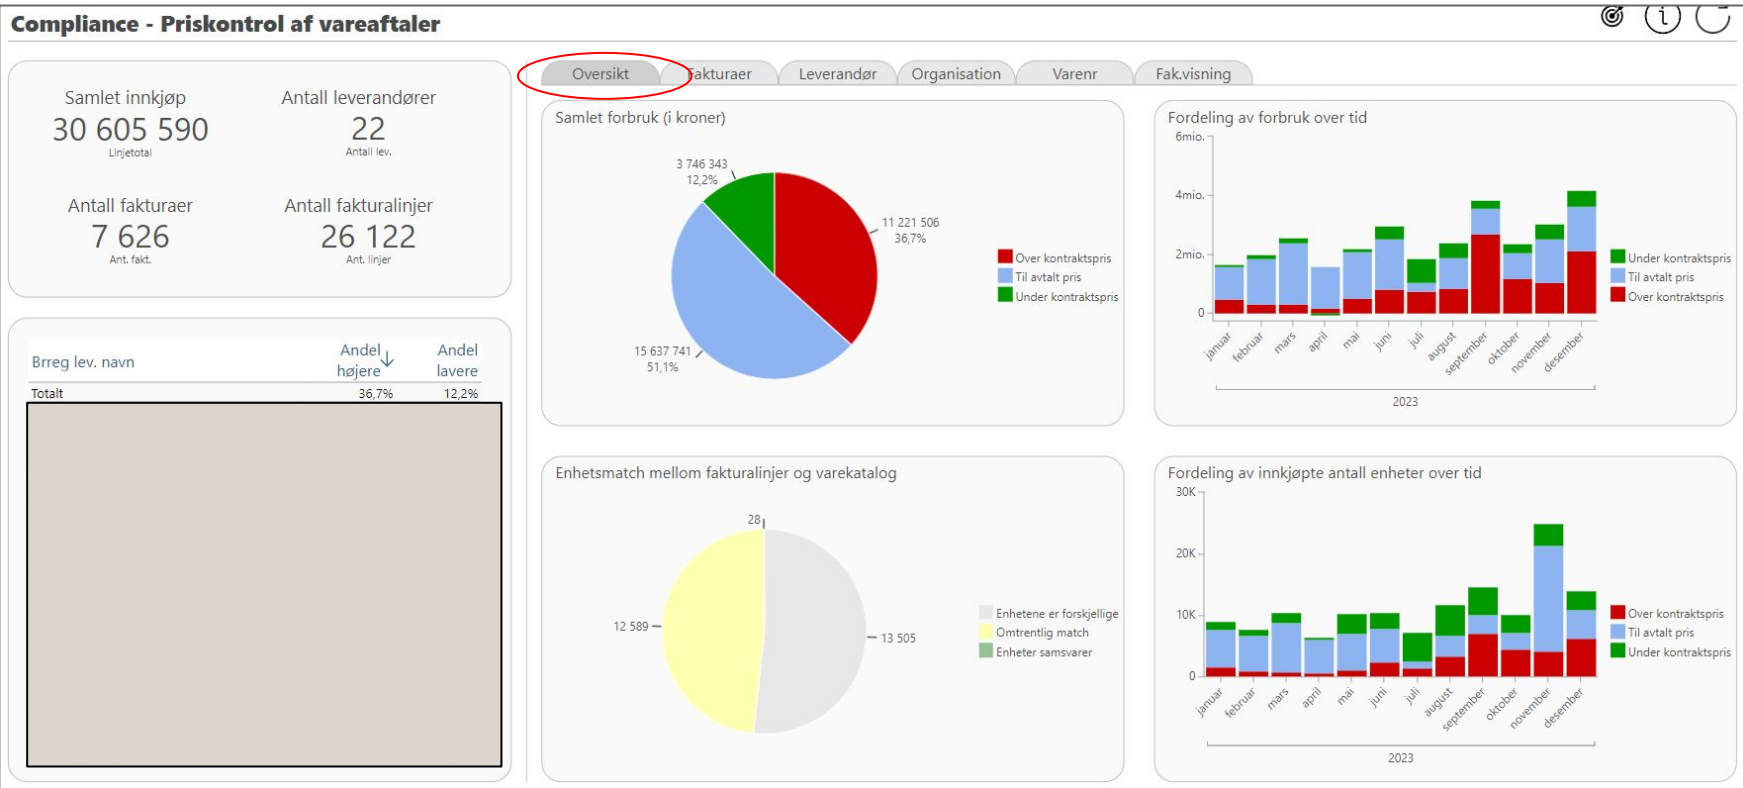 Compliance - Priskontrol af vareaftaler
Samlet innkjøp
30 605 590
Linjetotal
Antall leverandører
22
Antall lev.
Antall fakturaer
7 626
Ant. fakt.
Antall fakturalinjer
26 122
Ant. linjer
Brreg lev. navn
Andel højere
Andel lavere
Totalt 36,7% 12,2%
Oversikt Fakturaer Leverandør Organisation Varenr Fak.visning
Samlet forbruk (i kroner)
3 746 343
12,2%
11 221 506
36,7%
15 637 741
51,1%
Over kontraktspris
Til avtalt pris
Under kontraktspris
Fordeling av forbruk over tid
6mio.
4mio.
2mio.
0
januar februar mars april mai juni juli august september oktober november desember
2023
Under kontraktspris
Til avtalt pris
Over kontraktspris
Enhetsmatch mellom fakturalinjer og varekatalog
28
12 589
13 505
Enhetene er forskjellige
Omtrentlig match
Enheter samsvarer
Fordeling av innkjøpte antall enheter over tid
30K
20K
10K
0
januar februar mars april mai juni juli august september oktober november desember
2023
Over kontraktspris
Til avtalt pris
Under kontraktspris